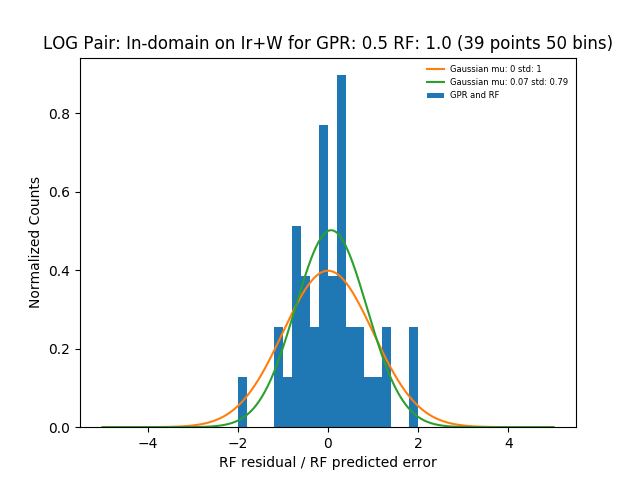 LOG Pair: In-domain on Ir+W for GPR: 0.5 RF: 1.0 (39 points 50 bins)
Gaussian mu: 0 std: 1
Gaussian mu: 0.07 std: 0.79
GPR and RF
Normalized Counts
0.8
0.6
0.4
0.2
0.0
−4 −2 0 2 4
RF residual / RF predicted error